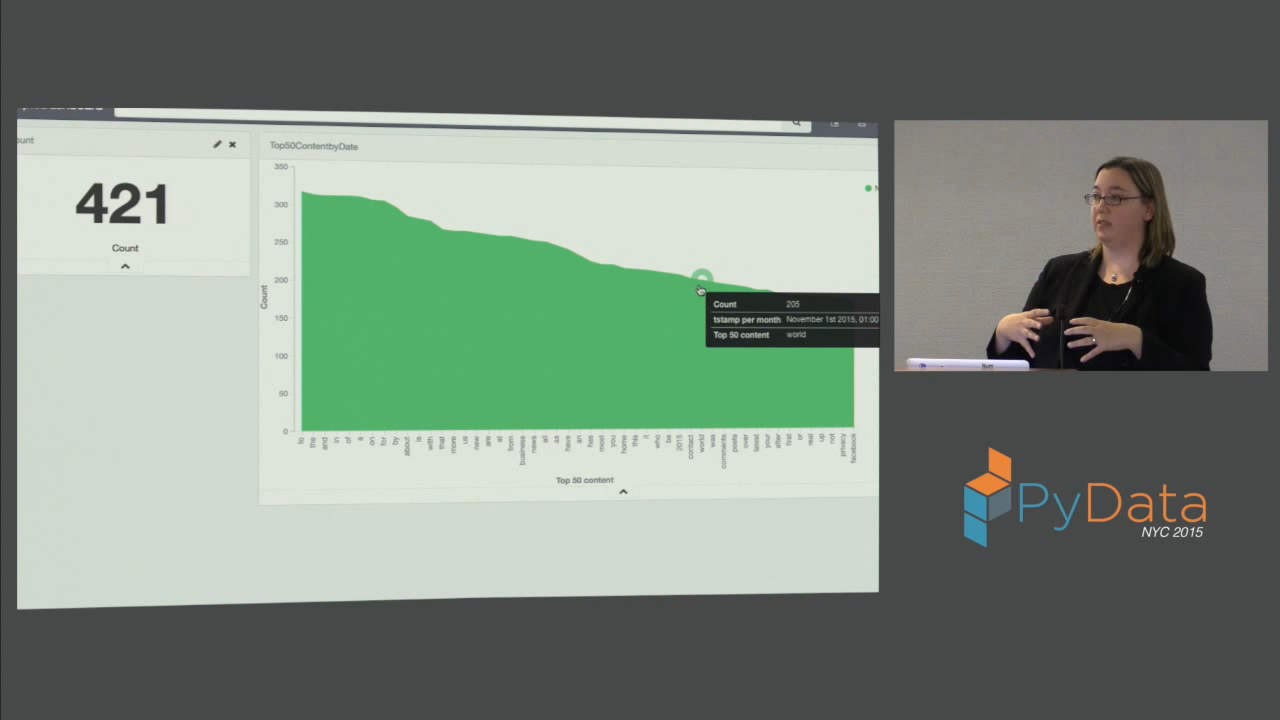 ount
421
Count
Top50ContentbyDate
350
300
250
200
150
100
50
0
Count
Count 205
tstamp per month November 1st 2015, 01:00
Top 50 content world
to
the
and
in
of
a
on
for
by
about
is
with
that
more
us
new
are
at
from
business
news
all
as
have
an
has
most
you
home
this
it
who
be
2015
contact
world
was
comments
posts
over
latest
your
after
first
or
real
up
not
privacy
facebook
Top 50 content
PyData
NYC 2015